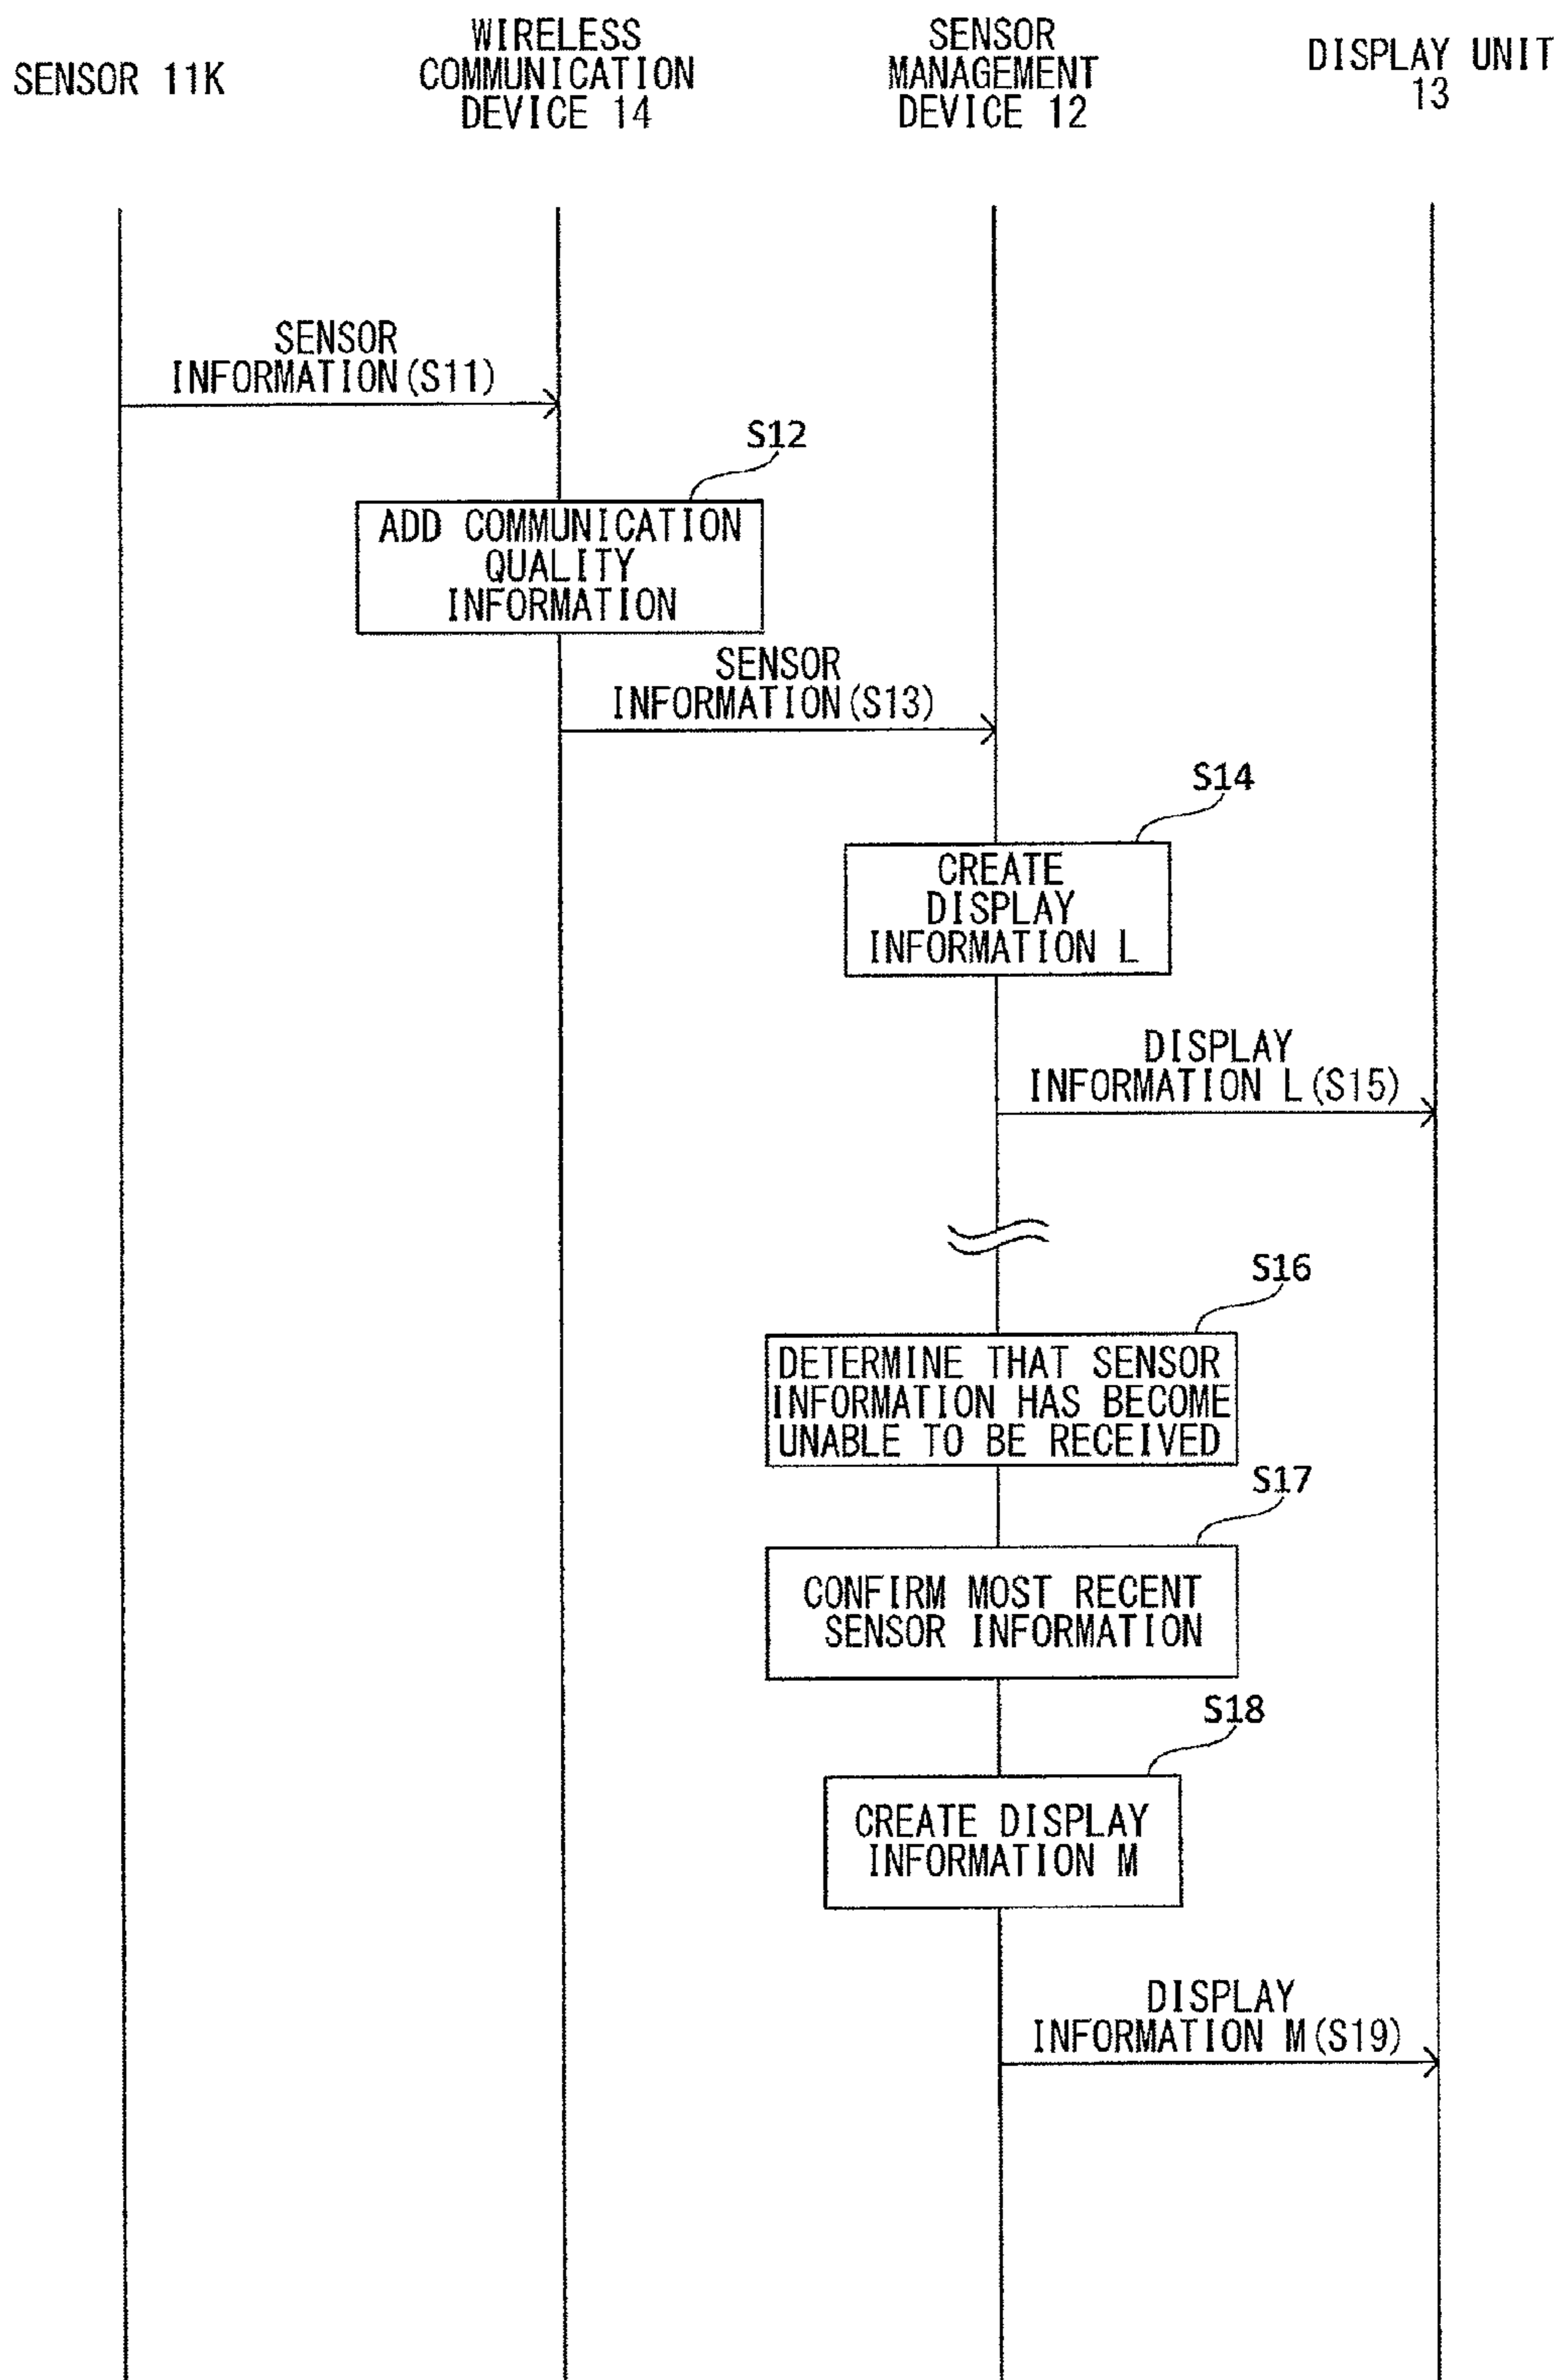 SENSOR 11K
WIRELESS
COMMUNICATION
DEVICE 14
SENSOR
MANAGEMENT
DEVICE 12
DISPLAY UNIT
13
SENSOR
INFORMATION(S11)
S12
ADD COMMUNICATION
QUALITY
INFORMATION
SENSOR
INFORMATION(S13)
S14
CREATE
DISPLAY
INFORMATION L
DISPLAY
INFORMATION L(S15)
S16
DETERMINE THAT SENSOR
INFORMATION HAS BECOME
UNABLE TO BE RECEIVED
S17
CONFIRM MOST RECENT
SENSOR INFORMATION
S18
CREATE DISPLAY
INFORMATION M
DISPLAY
INFORMATION M(S19)